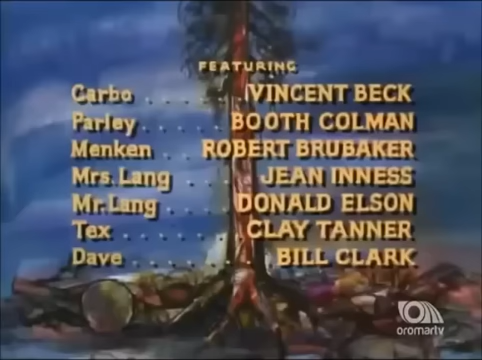 FEATURING
Carbo . . . . . VINCENT BECK
Parley . . . . BOOTH COLMAN
Menken . . . ROBERT BRUBAKER
Mrs. Lang . . . . JEAN INNESS
Mr. Lang . . . . DONALD ELSON
Tex . . . . . . CLAY TANNER
Dave . . . . . . . BILL CLARK
oromartv